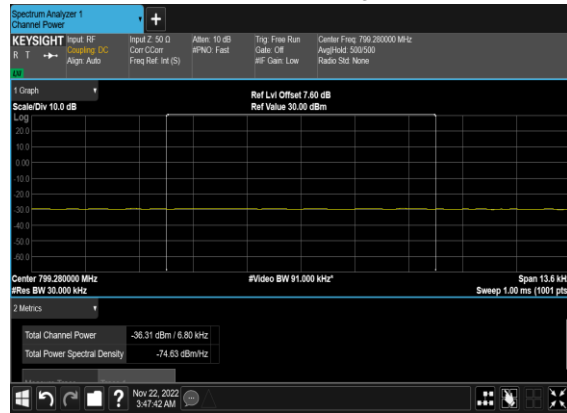 Spectrum Analyzer 1
Channel Power
+
KEYSIGHT Input: RF Input Z: 50 Ω Atten: 10 dB Trig: Free Run Center Freq: 799.280000 MHz
R T Coupling: DC Corr CCorr #PNO: Fast Gate: Off Avg|Hold: 500/500
Align: Auto Freq Ref: Int (S) #IF Gain: Low Radio Std: None
LW
1 Graph Ref Lvl Offset 7.60 dB
Scale/Div 10.0 dB Ref Value 30.00 dBm
Log
20.0
10.0
0.00
-10.0
-20.0
-30.0
-40.0
-50.0
-60.0
Center 799.280000 MHz #Video BW 91.000 kHz* Span 13.6 kH
#Res BW 30.000 kHz Sweep 1.00 ms (1001 pts
2 Metrics
Total Channel Power -36.31 dBm / 6.80 kHz
Total Power Spectral Density -74.63 dBm/Hz
? Nov 22, 2022
3:47:42 AM